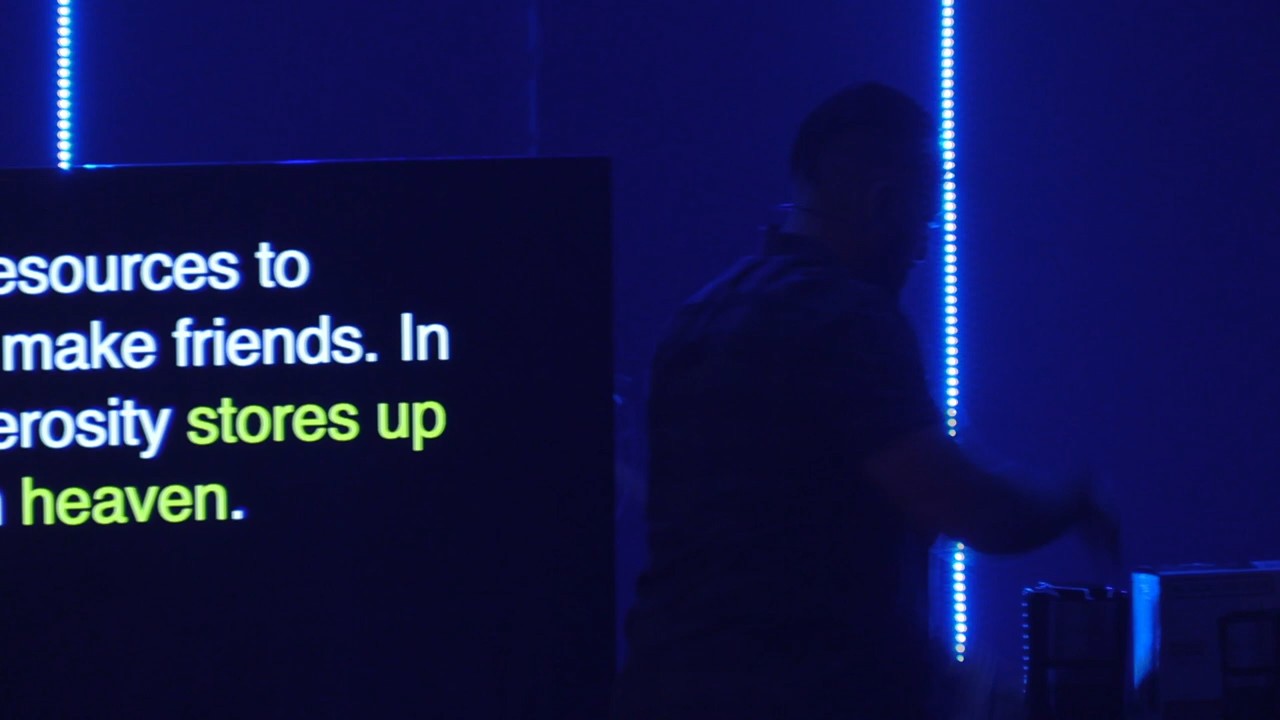 esources to
make friends. In
erosity stores up
heaven.